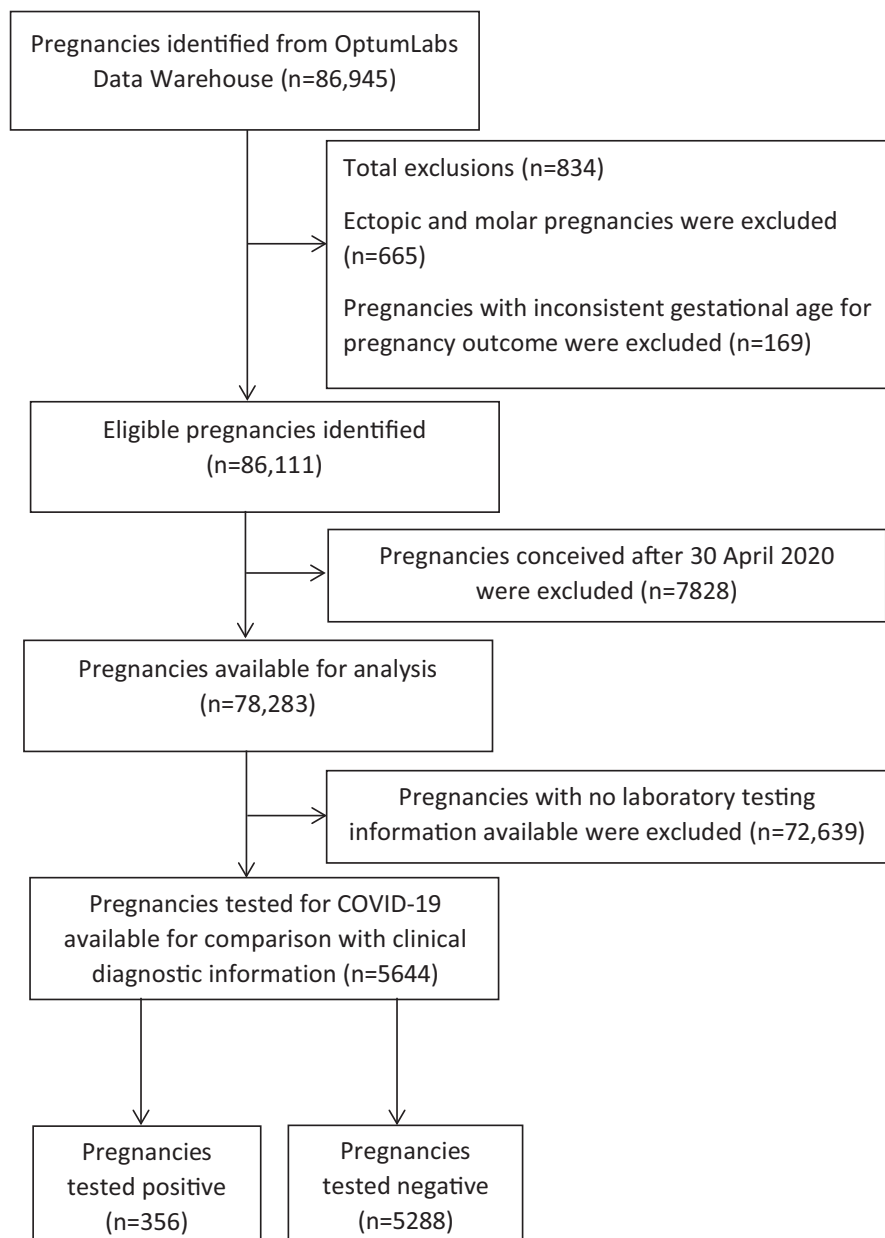 Pregnancies identified from OptumLabs
Data Warehouse (n=86,945)
Total exclusions (n=834)
Ectopic and molar pregnancies were excluded
(n=665)
Pregnancies with inconsistent gestational age for
pregnancy outcome were excluded (n=169)
Eligible pregnancies identified
(n=86,111)
Pregnancies conceived after 30 April 2020
were excluded (n=7828)
Pregnancies available for analysis
(n=78,283)
Pregnancies with no laboratory testing
information available were excluded (n=72,639)
Pregnancies tested for COVID-19
available for comparison with clinical
diagnostic information (n=5644)
Pregnancies
tested positive
(n=356)
Pregnancies
tested negative
(n=5288)